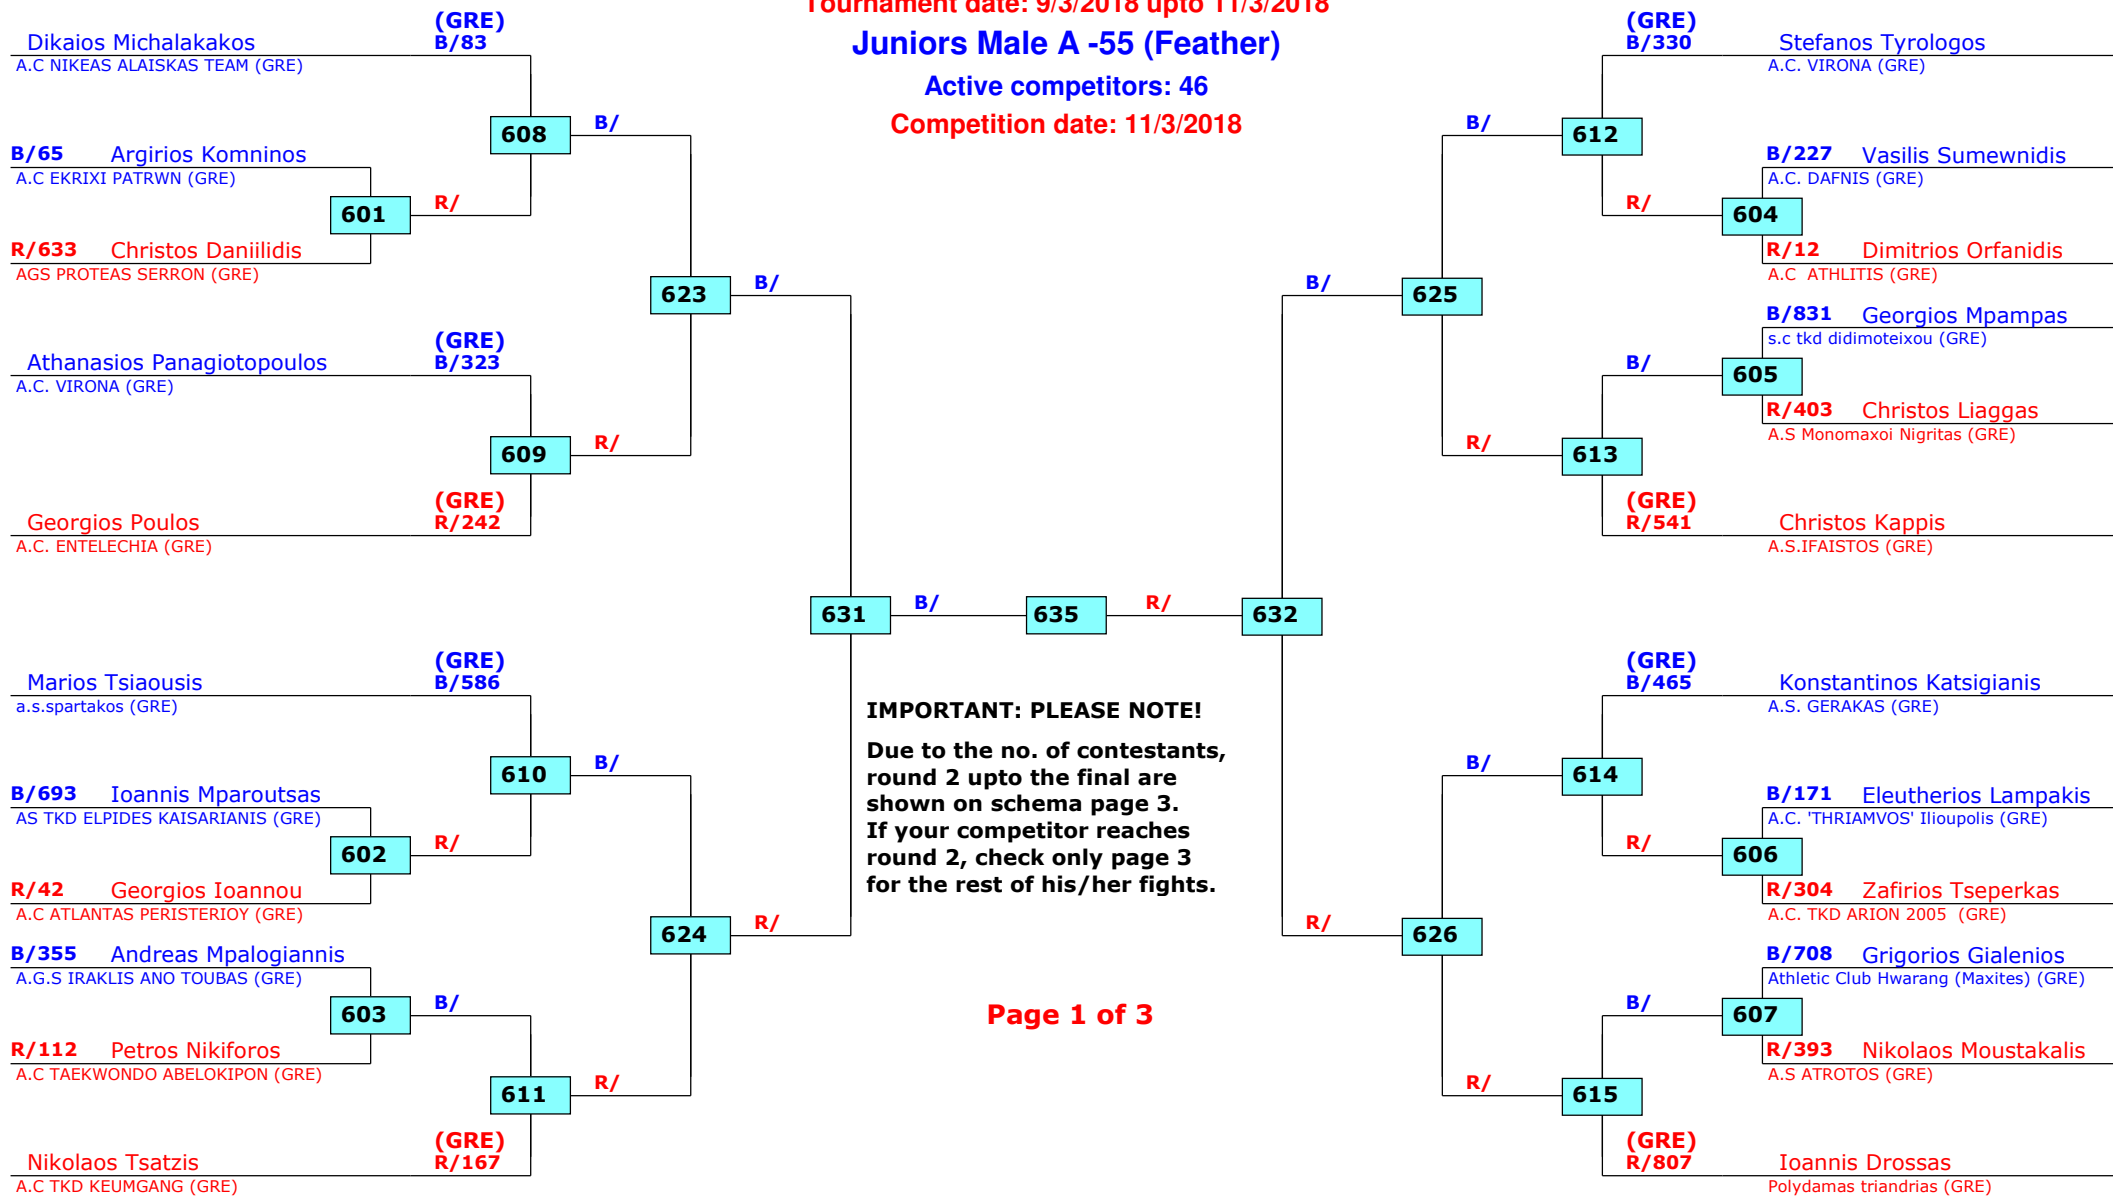 Tournament date: 9/3/2018 upto 11/3/2018
Juniors Male A -55 (Feather)
Active competitors: 46
Competition date: 11/3/2018
(GRE)
Dikaios Michalakakos B/83
A.C NIKEAS ALAISKAS TEAM (GRE)
608 B/
B/65 Argirios Komninos
A.C EKRIXI PATRWN (GRE)
601 R/
R/633 Christos Daniilidis
AGS PROTEAS SERRON (GRE)
623 B/
(GRE)
Athanasios Panagiotopoulos B/323
A.C. VIRONA (GRE)
609 R/
(GRE)
Georgios Poulos R/242
A.C. ENTELECHIA (GRE)
631 B/ 635 R/ 632
(GRE)
Marios Tsiaousis B/586
a.s.spartakos (GRE)
610 B/
B/693 Ioannis Mparoutsas
AS TKD ELPIDES KAISARIANIS (GRE)
602 R/
R/42 Georgios Ioannou
A.C ATLANTAS PERISTERIOY (GRE)
624 R/
B/355 Andreas Mpalogiannis
A.G.S IRAKLIS ANO TOUBAS (GRE)
603 B/
R/112 Petros Nikiforos
A.C TAEKWONDO ABELOKIPON (GRE)
611 R/
(GRE)
Nikolaos Tsatzis R/167
A.C TKD KEUMGANG (GRE)
IMPORTANT: PLEASE NOTE!
Due to the no. of contestants,
round 2 upto the final are
shown on schema page 3.
If your competitor reaches
round 2, check only page 3
for the rest of his/her fights.
Page 1 of 3
(GRE)
B/330 Stefanos Tyrologos
A.C. VIRONA (GRE)
B/ 612
B/227 Vasilis Sumewnidis
A.C. DAFNIS (GRE)
R/ 604
R/12 Dimitrios Orfanidis
A.C  ATHLITIS (GRE)
B/ 625
B/831 Georgios Mpampas
s.c tkd didimoteixou (GRE)
B/ 605
R/403 Christos Liaggas
A.S Monomaxoi Nigritas (GRE)
R/ 613
(GRE)
R/541 Christos Kappis
A.S.IFAISTOS (GRE)
(GRE)
B/465 Konstantinos Katsigianis
A.S. GERAKAS (GRE)
B/ 614
B/171 Eleutherios Lampakis
A.C. 'THRIAMVOS' Ilioupolis (GRE)
R/ 606
R/304 Zafirios Tseperkas
A.C. TKD ARION 2005  (GRE)
R/ 626
B/708 Grigorios Gialenios
Athletic Club Hwarang (Maxites) (GRE)
B/ 607
R/393 Nikolaos Moustakalis
A.S ATROTOS (GRE)
R/ 615
(GRE)
R/807 Ioannis Drossas
Polydamas triandrias (GRE)